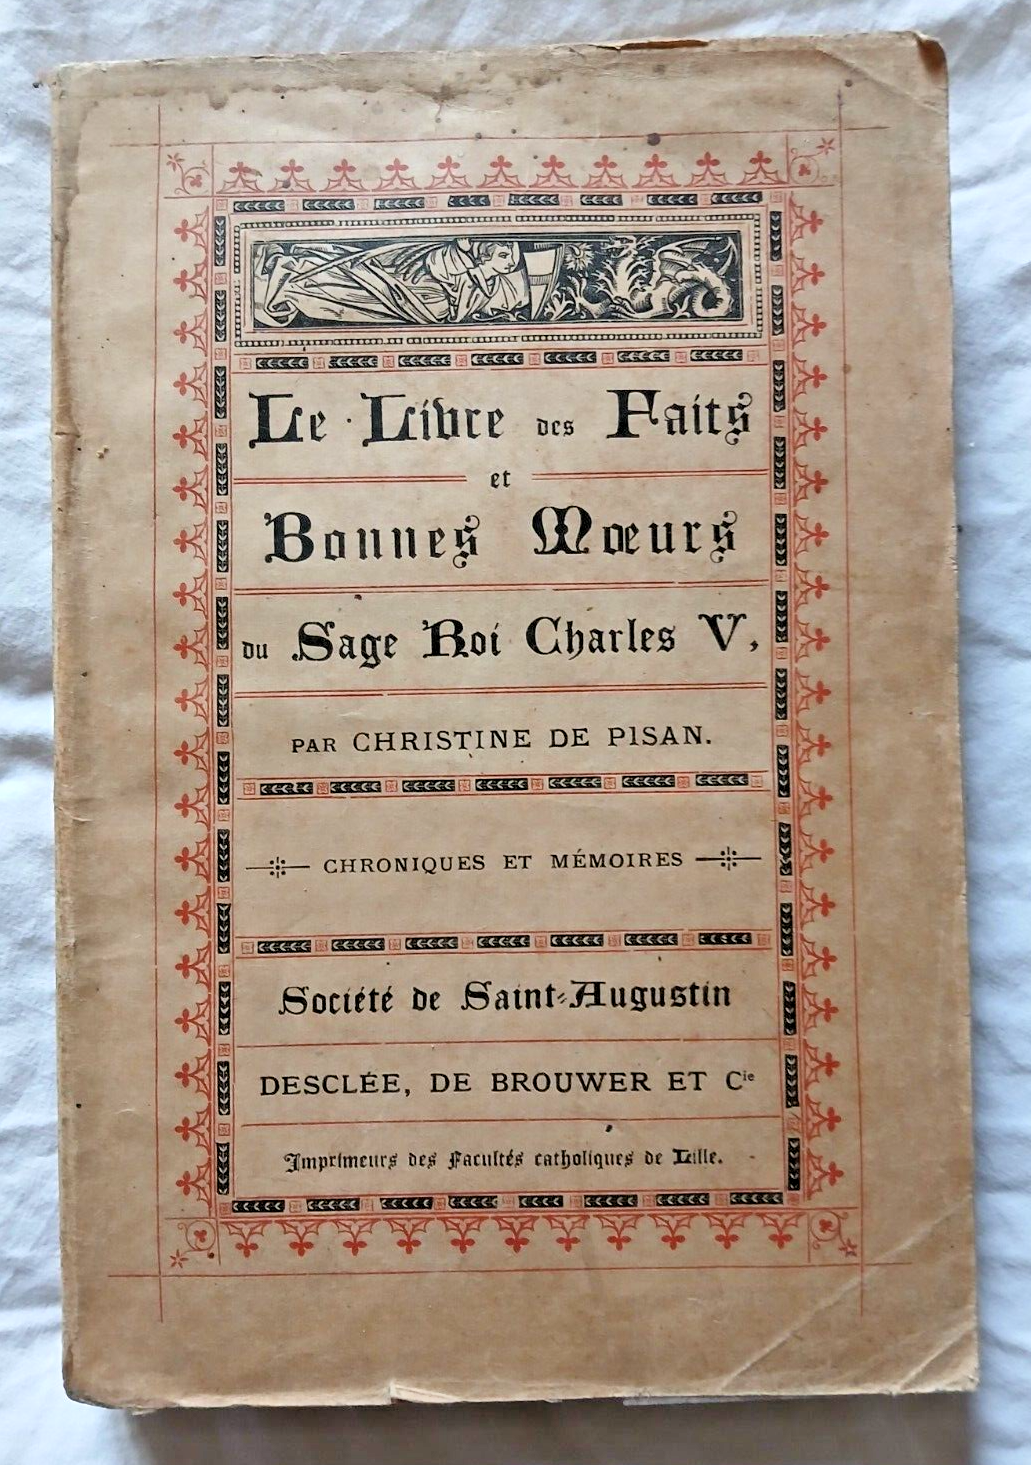 Le Livre des Faits
et
Bonnes Mœurs
du Sage Roi Charles V,
PAR CHRISTINE DE PISAN.
CHRONIQUES ET MÉMOIRES
Société de Saint-Augustin
DESCLÉE, DE BROUWER ET Cie
Imprimeurs des Facultés catholiques de Lille.